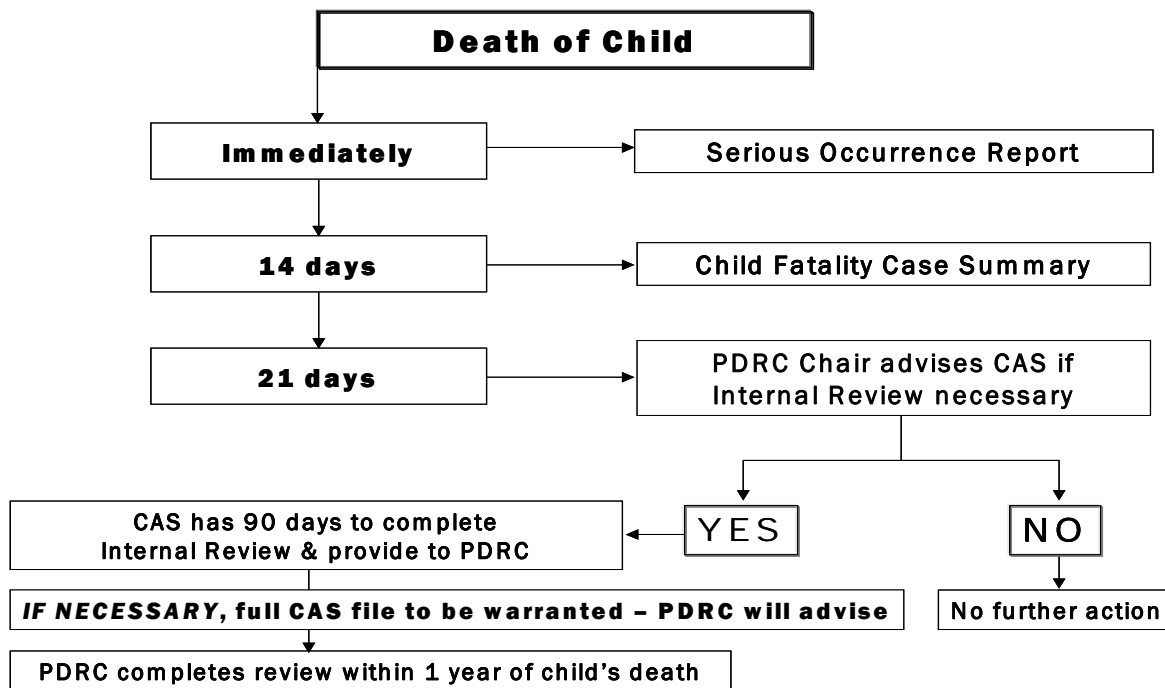 Death of Child
Immediately
Serious Occurrence Report
14 days
Child Fatality Case Summary
21 days
PDRC Chair advises CAS if
Internal Review necessary
YES
NO
CAS has 90 days to complete
Internal Review & provide to PDRC
No further action
IF NECESSARY, full CAS file to be warranted – PDRC will advise
PDRC completes review within 1 year of child's death